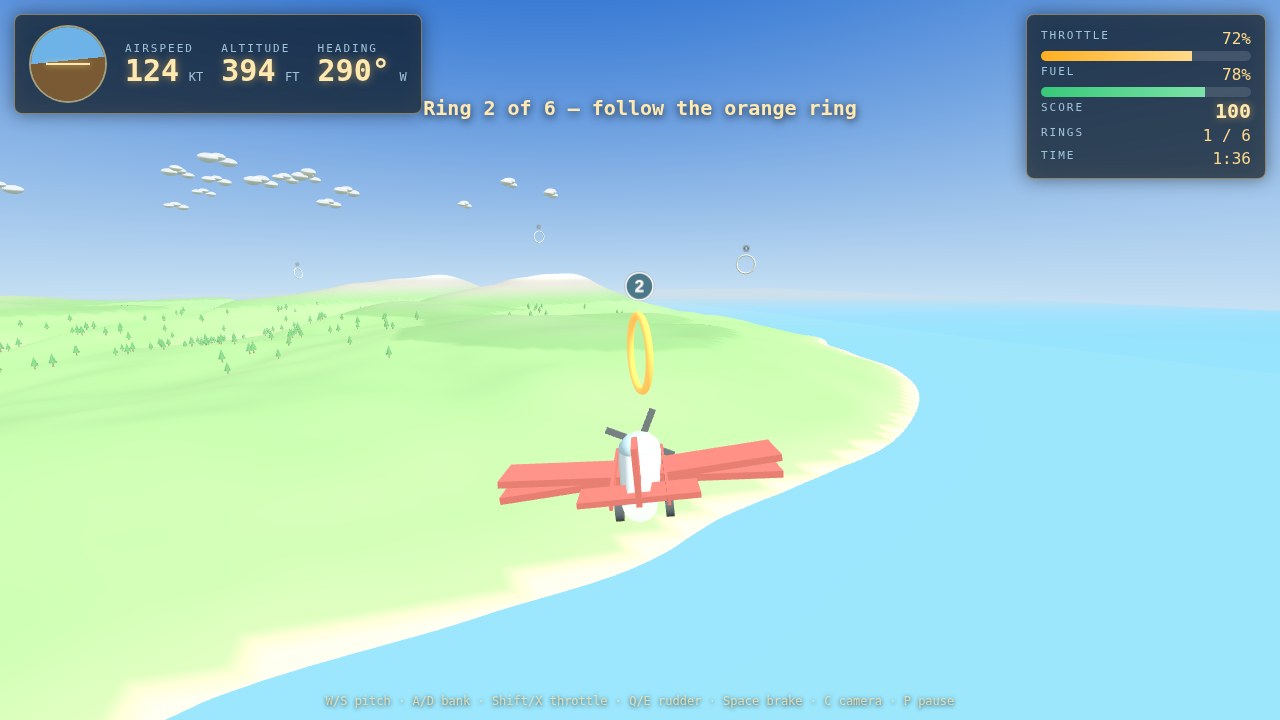 AIRSPEED ALTITUDE HEADING
124 KT 394 FT 290° W
THROTTLE 72%
FUEL 78%
SCORE 100
RINGS 1 / 6
TIME 1:36
Ring 2 of 6 — follow the orange ring
2
W/S pitch · A/D bank · Shift/X throttle · Q/E rudder · Space brake · C camera · P pause